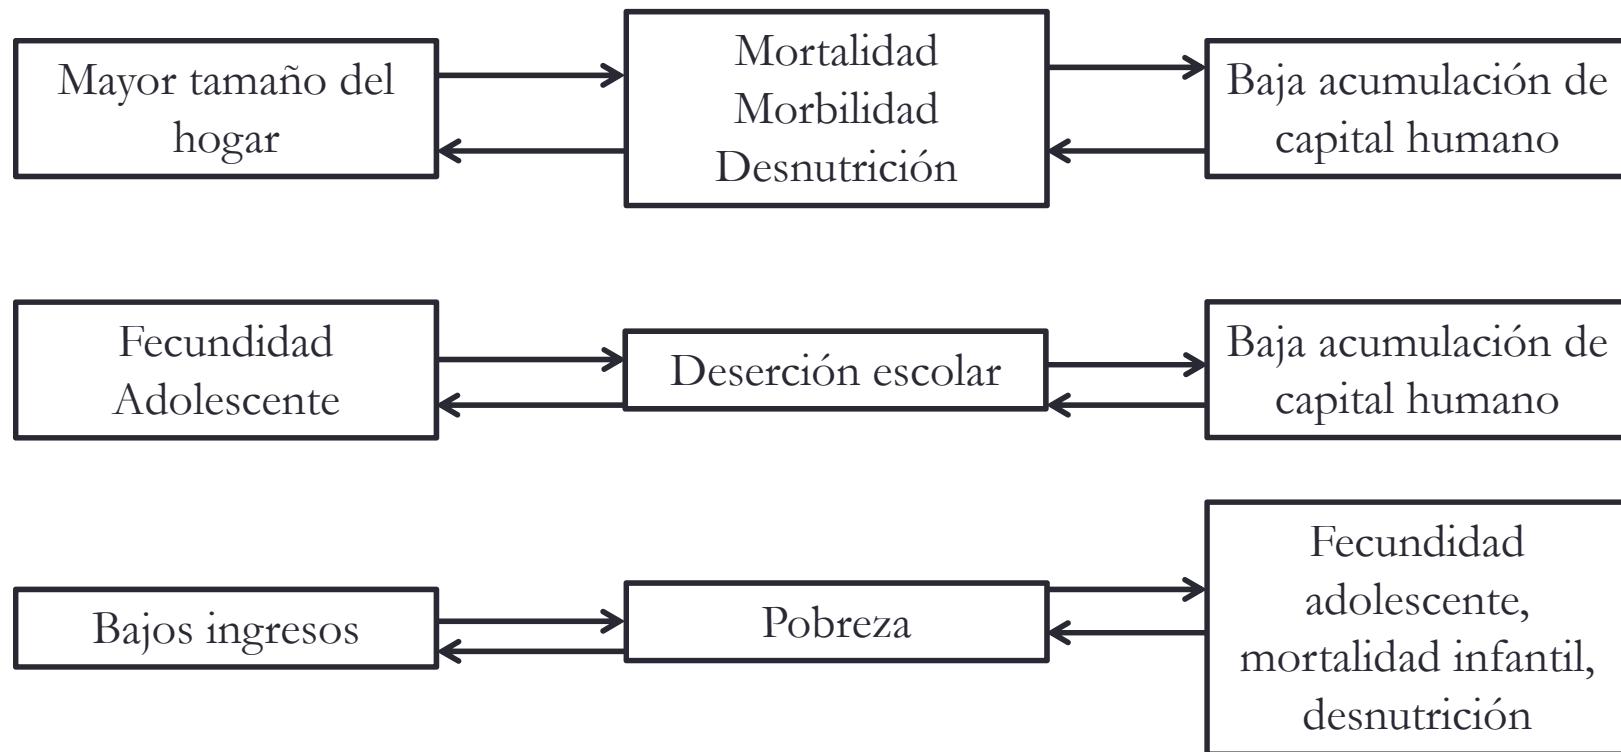 Mayor tamaño del
hogar
Mortalidad
Morbilidad
Desnutrición
Baja acumulación de
capital humano
Fecundidad
Adolescente
Deserción escolar
Baja acumulación de
capital humano
Bajos ingresos
Pobreza
Fecundidad
adolescente,
mortalidad infantil,
desnutrición